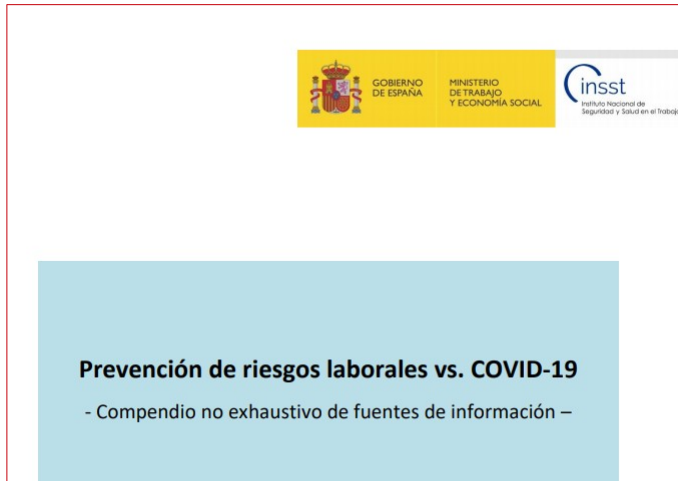 GOBIERNO
DE ESPAÑA
MINISTERIO
DE TRABAJO
Y ECONOMÍA SOCIAL
insst
Instituto Nacional de
Seguridad y Salud en el Trabajo
Prevención de riesgos laborales vs. COVID-19
- Compendio no exhaustivo de fuentes de información –